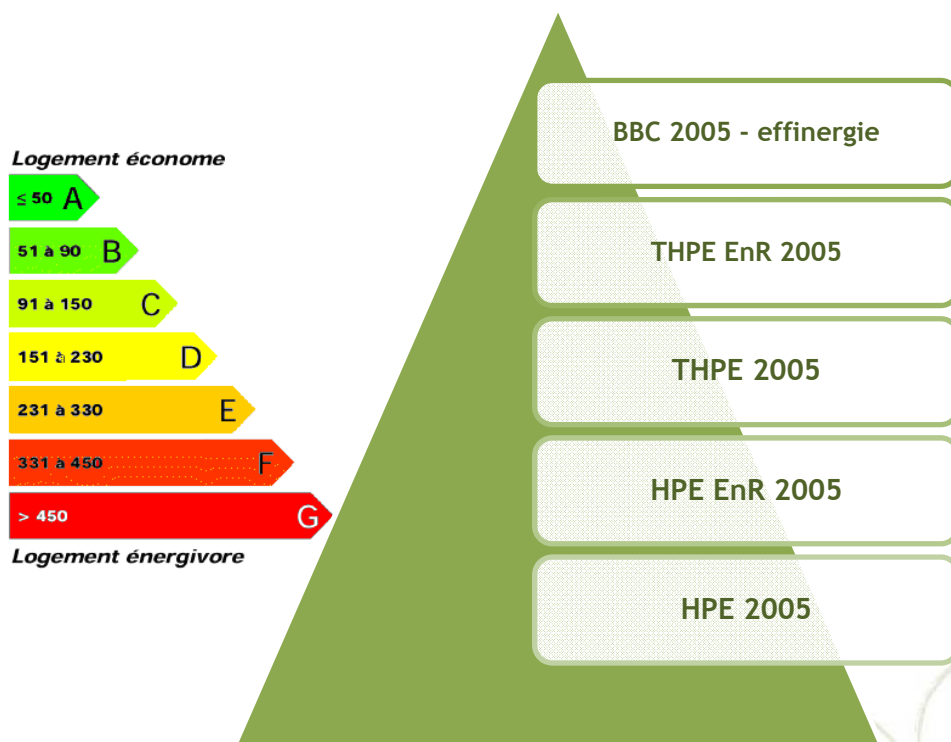 Logement économe
≤ 50 A
51 à 90 B
91 à 150 C
151 à 230 D
231 à 330 E
331 à 450 F
> 450 G
Logement énergivore
BBC 2005 - effinergie
THPE EnR 2005
THPE 2005
HPE EnR 2005
HPE 2005